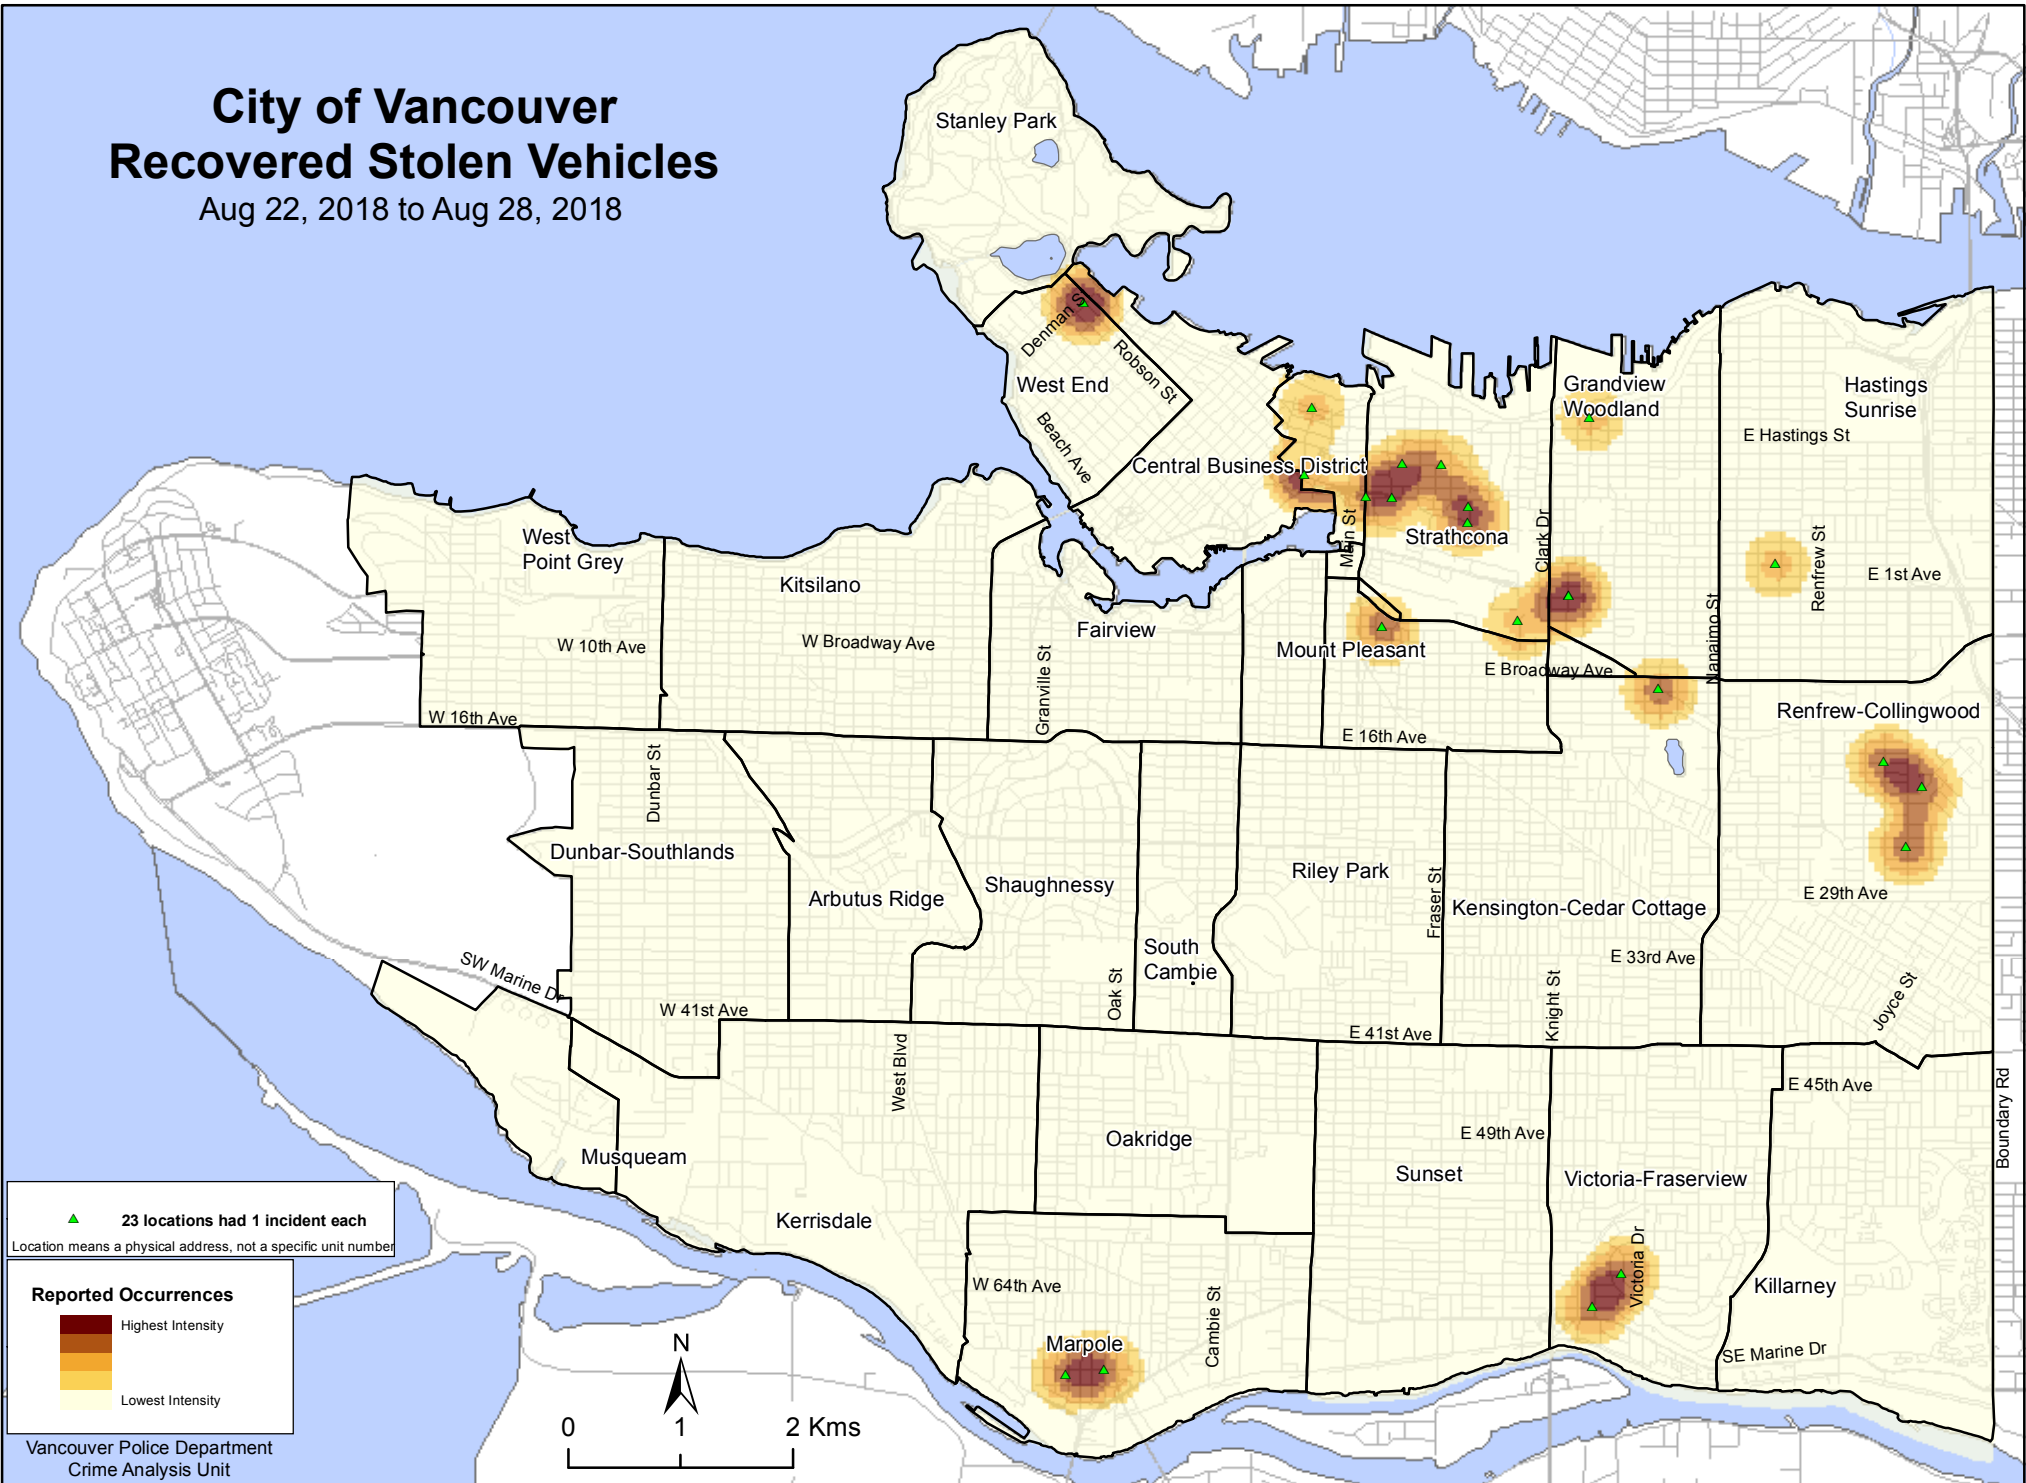 City of Vancouver
Recovered Stolen Vehicles
Aug 22, 2018 to Aug 28, 2018
Stanley Park
Denman St
Robson St
West End
Beach Ave
Central Business District
Grandview
Woodland
Hastings
Sunrise
E Hastings St
Main St
Strathcona
Clark Dr
Renfrew St
E 1st Ave
Nanaimo St
West
Point Grey
Kitsilano
Fairview
Mount Pleasant
W 10th Ave
W Broadway Ave
Granville St
E Broadway Ave
W 16th Ave
E 16th Ave
Renfrew-Collingwood
Dunbar St
Dunbar-Southlands
Arbutus Ridge
Shaughnessy
Riley Park
Fraser St
Kensington-Cedar Cottage
E 29th Ave
South
Cambie
E 33rd Ave
SW Marine Dr
W 41st Ave
Oak St
E 41st Ave
Knight St
Joyce St
West Blvd
E 45th Ave
Boundary Rd
Oakridge
E 49th Ave
Musqueam
Sunset
Victoria-Fraserview
Kerrisdale
Victoria Dr
W 64th Ave
Cambie St
Killarney
Marpole
SE Marine Dr
23 locations had 1 incident each
Location means a physical address, not a specific unit number
Reported Occurrences
Highest Intensity
Lowest Intensity
N
0 1 2 Kms
Vancouver Police Department
Crime Analysis Unit